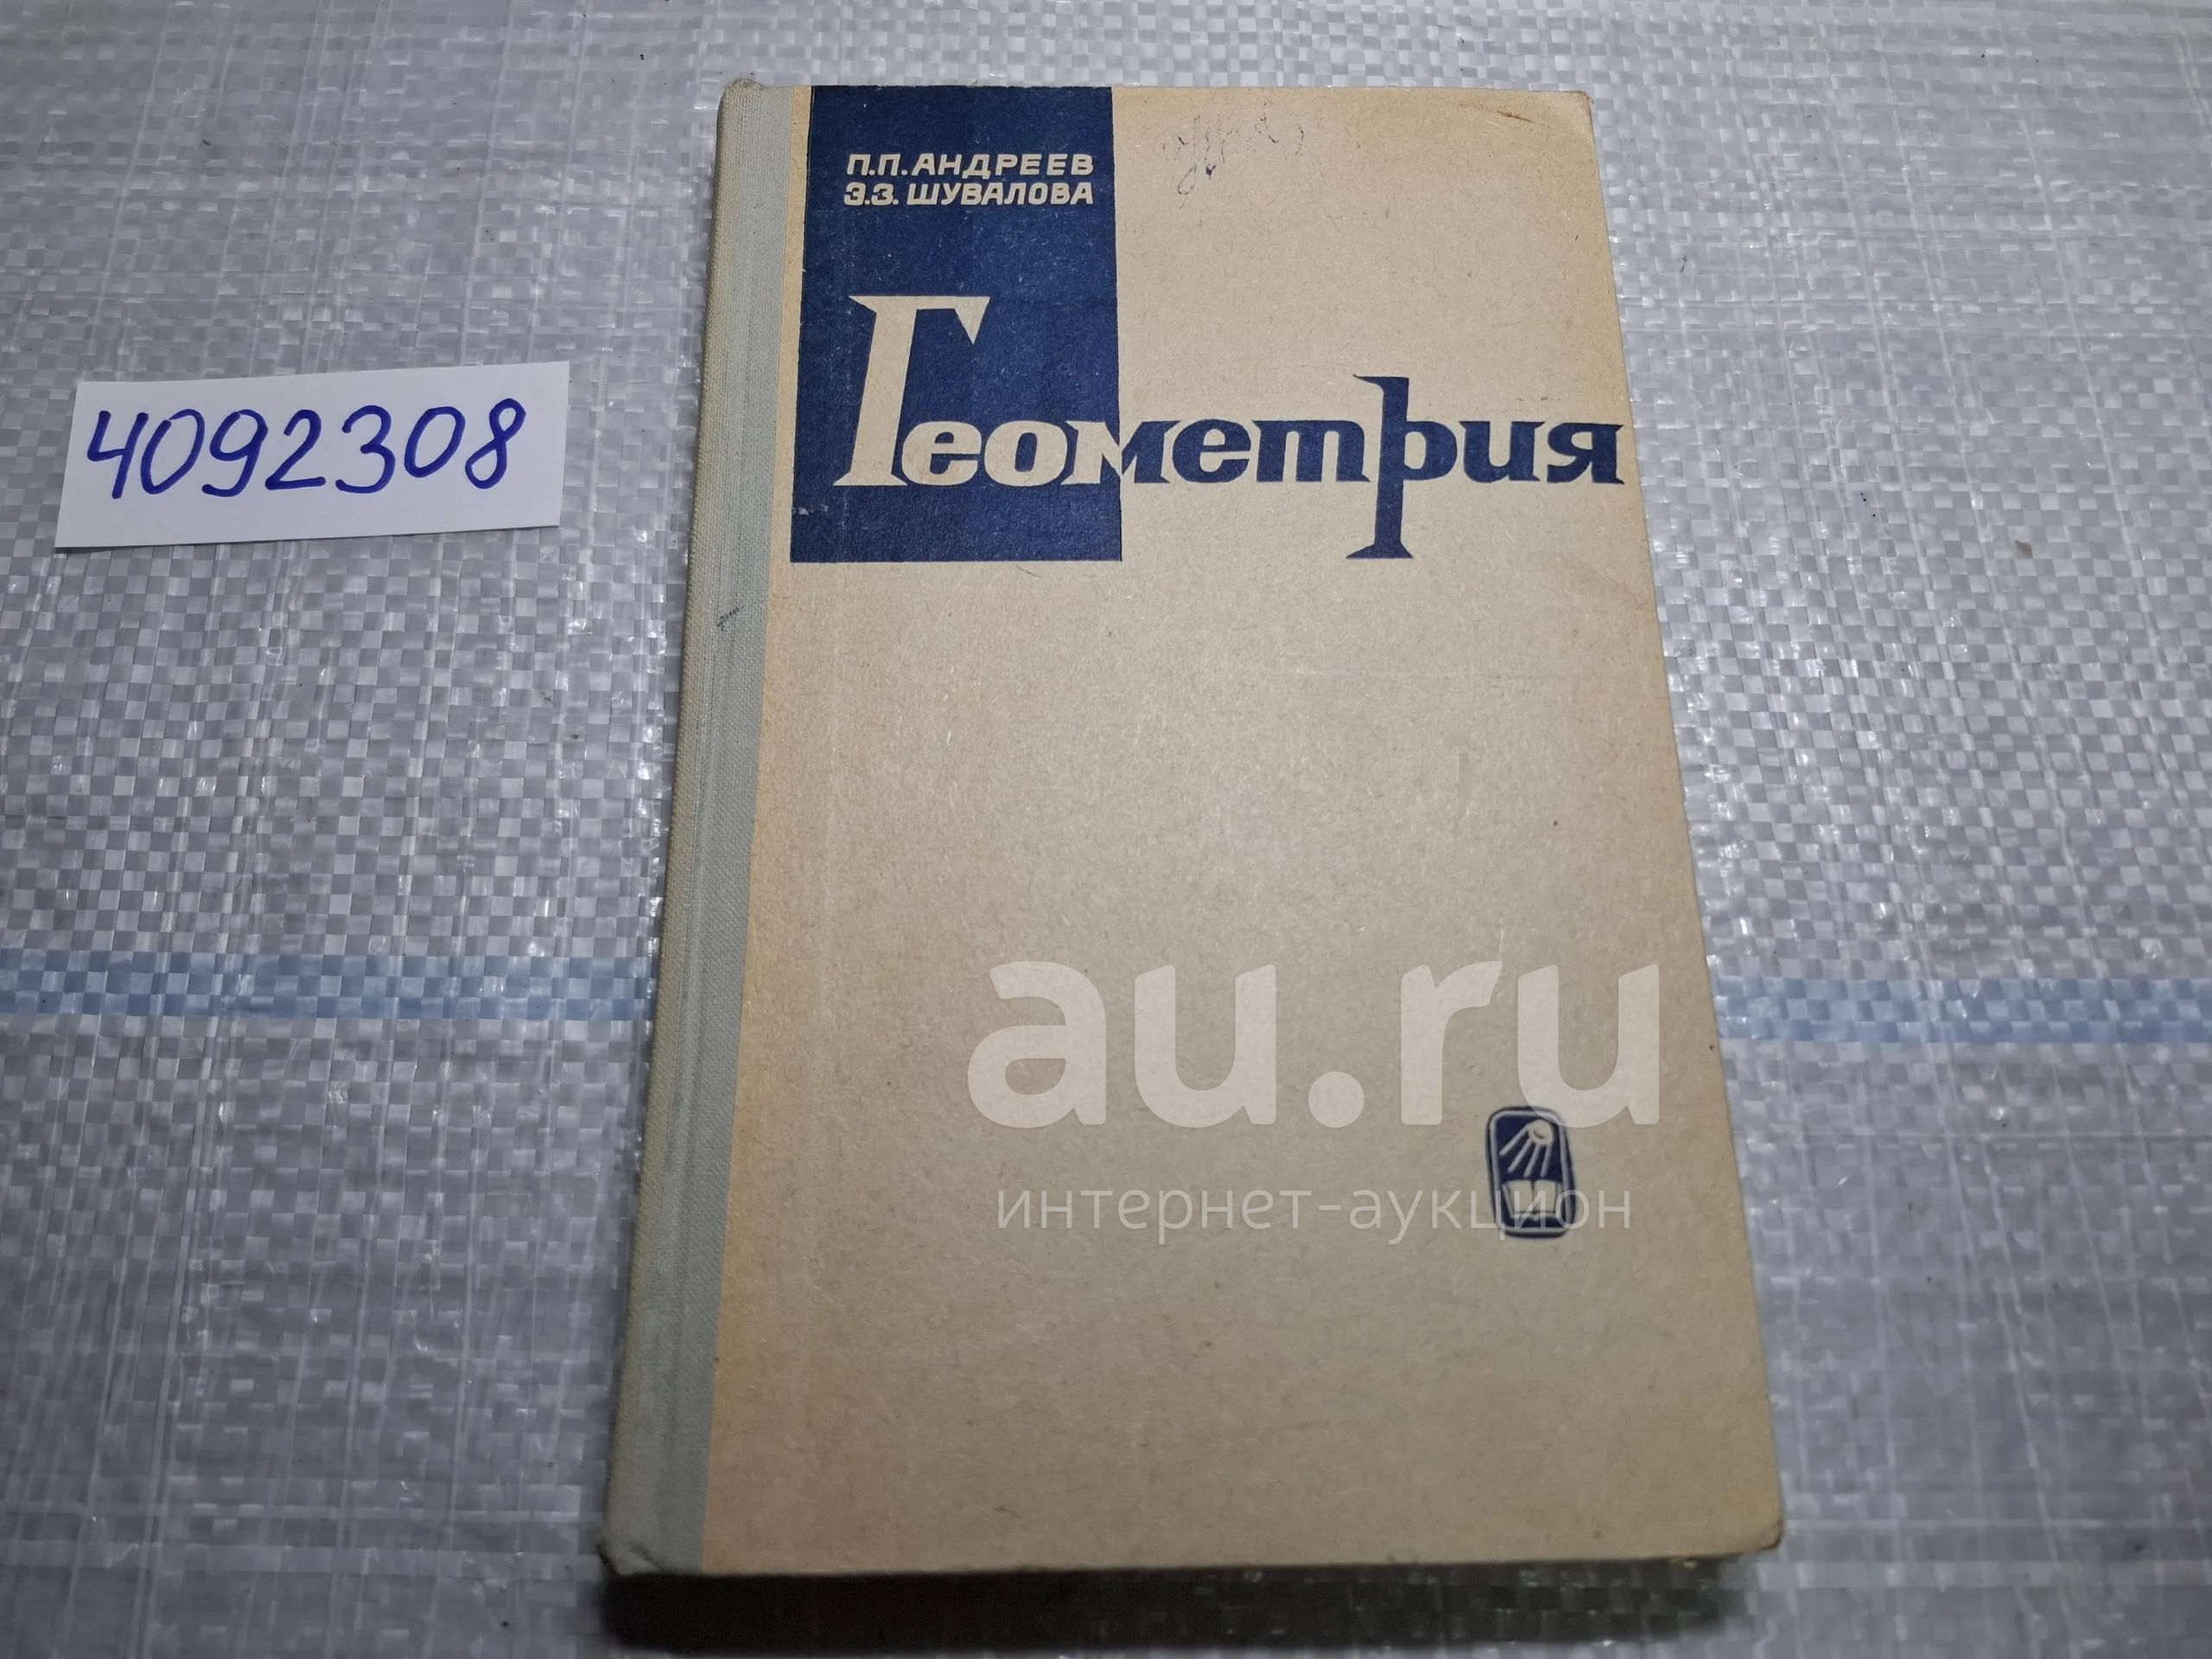 П.П. АНДРЕЕВ
Э.З. ШУВАЛОВА
Геометрия
4092308
au.ru
интернет-аукцион